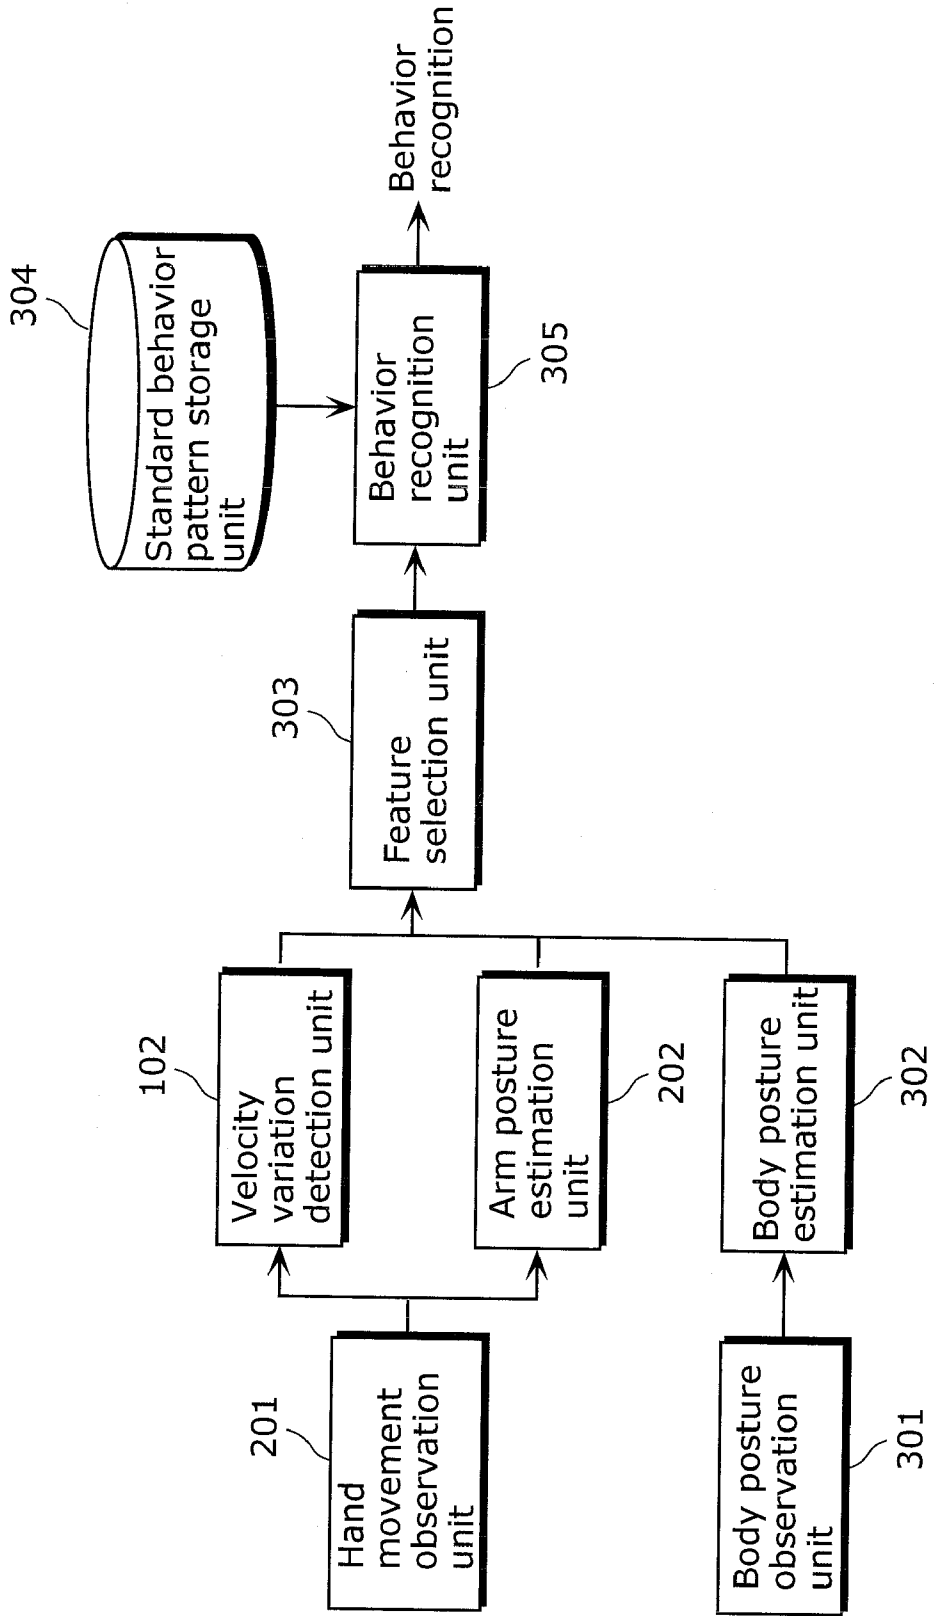 201
Hand
movement
observation
unit
102
Velocity
variation
detection unit
Arm posture
estimation
unit
202
Body posture
observation
unit
301
Body posture
estimation unit
302
303
Feature
selection unit
304
Standard behavior
pattern storage
unit
Behavior
recognition
unit
305
Behavior
recognition